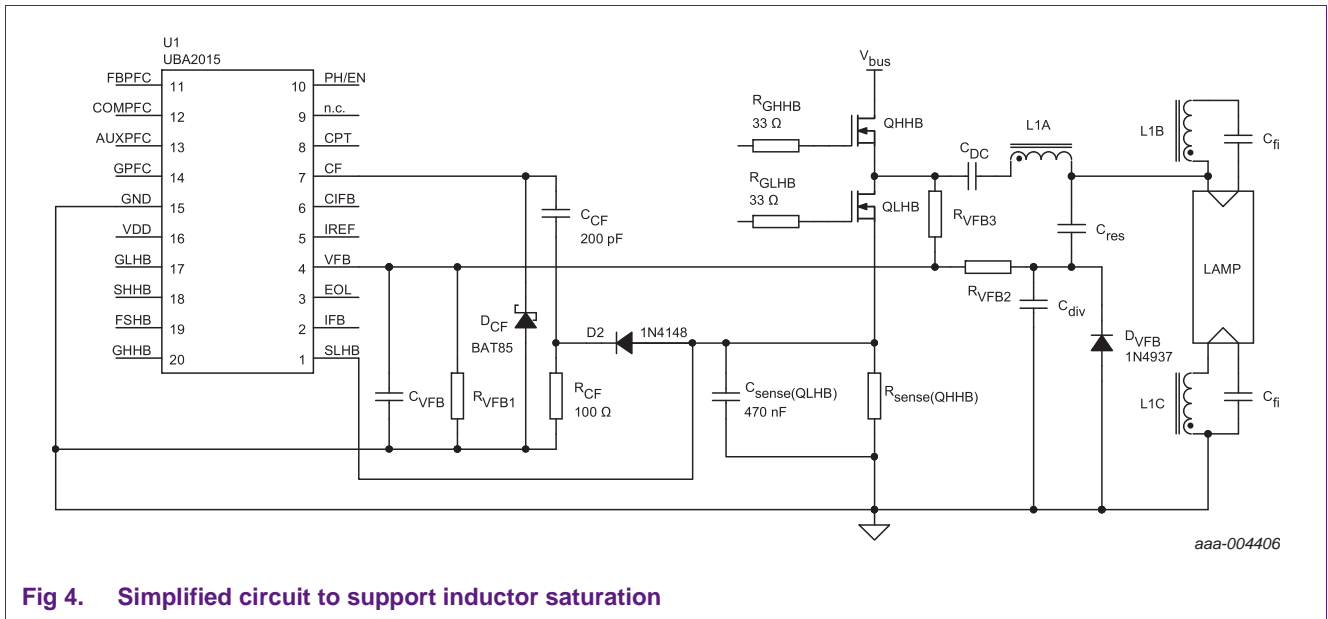 U1
UBA2015
FBPFC 11 10 PH/EN
COMPFC 12 9 n.c.
AUXPFC 13 8 CPT
GPFC 14 7 CF
GND 15 6 CIFB
VDD 16 5 IREF
GLHB 17 4 VFB
SHHB 18 3 EOL
FSHB 19 2 IFB
GHHB 20 1 SLHB
CVFB
RVFB1
DCF
BAT85
CCF
200 pF
D2
1N4148
RCF
100 Ω
Csense(QLHB)
470 nF
Rsense(QHHB)
Vbus
RGHHB
33 Ω
QHHB
RGLHB
33 Ω
QLHB
CDC
L1A
RVFB3
RVFB2
Cres
Cdiv
DVFB
1N4937
L1B
Cfi
LAMP
L1C
Cfi
aaa-004406
Fig 4. Simplified circuit to support inductor saturation